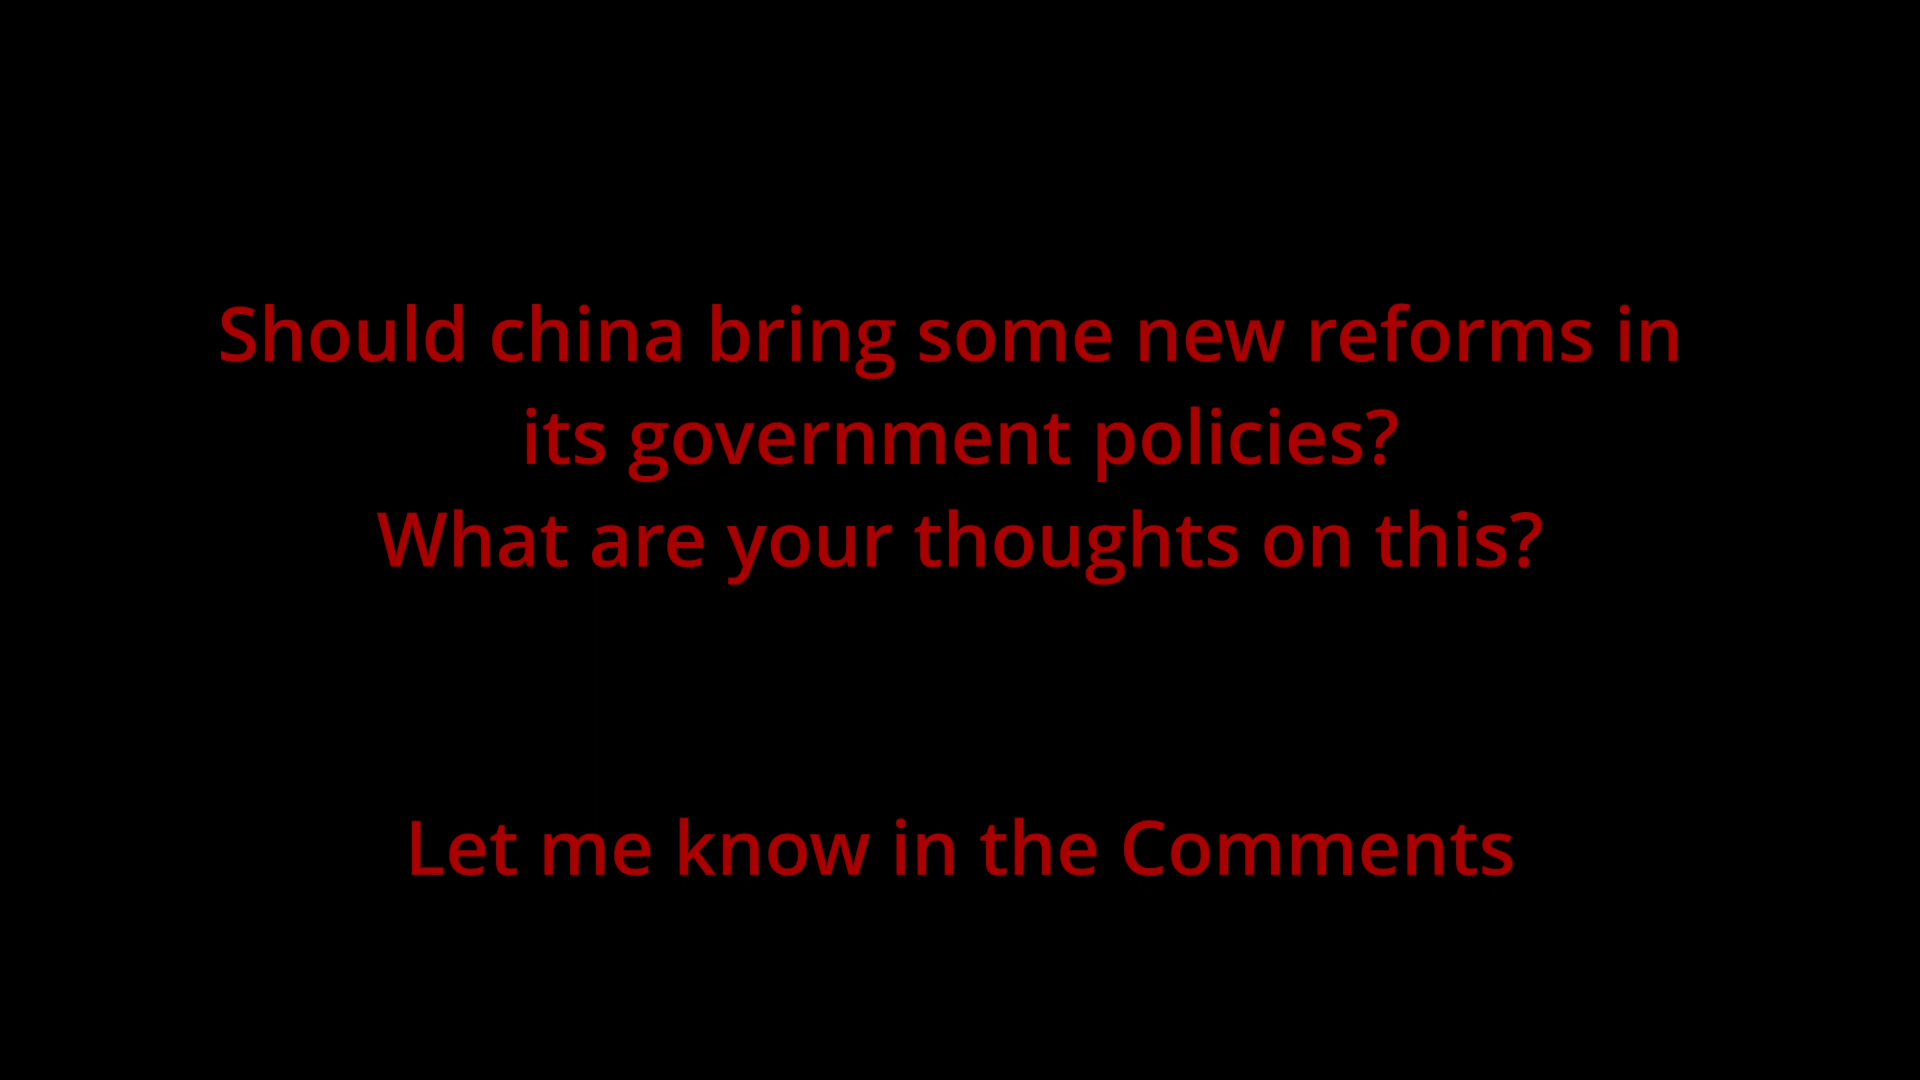 Should china bring some new reforms in
its government policies?
What are your thoughts on this?
Let me know in the Comments